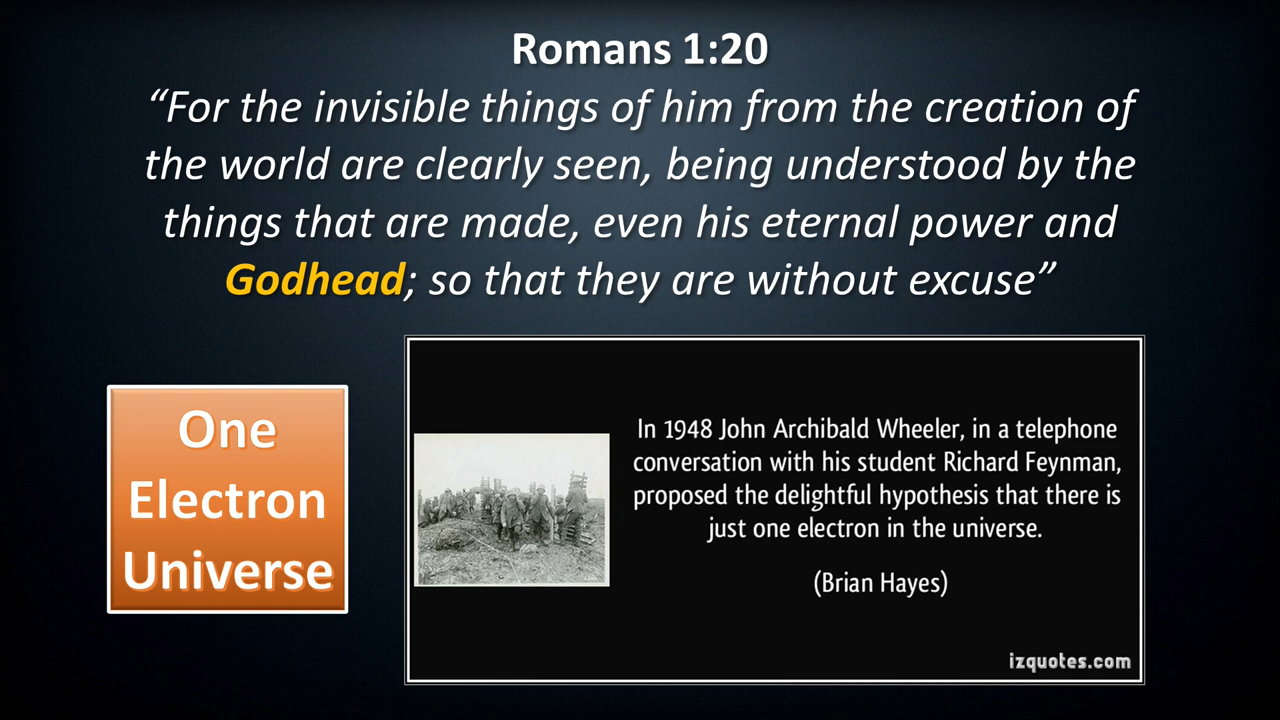 Romans 1:20
“For the invisible things of him from the creation of
the world are clearly seen, being understood by the
things that are made, even his eternal power and
Godhead; so that they are without excuse”
One
Electron
Universe
In 1948 John Archibald Wheeler, in a telephone
conversation with his student Richard Feynman,
proposed the delightful hypothesis that there is
just one electron in the universe.
(Brian Hayes)
izquotes.com